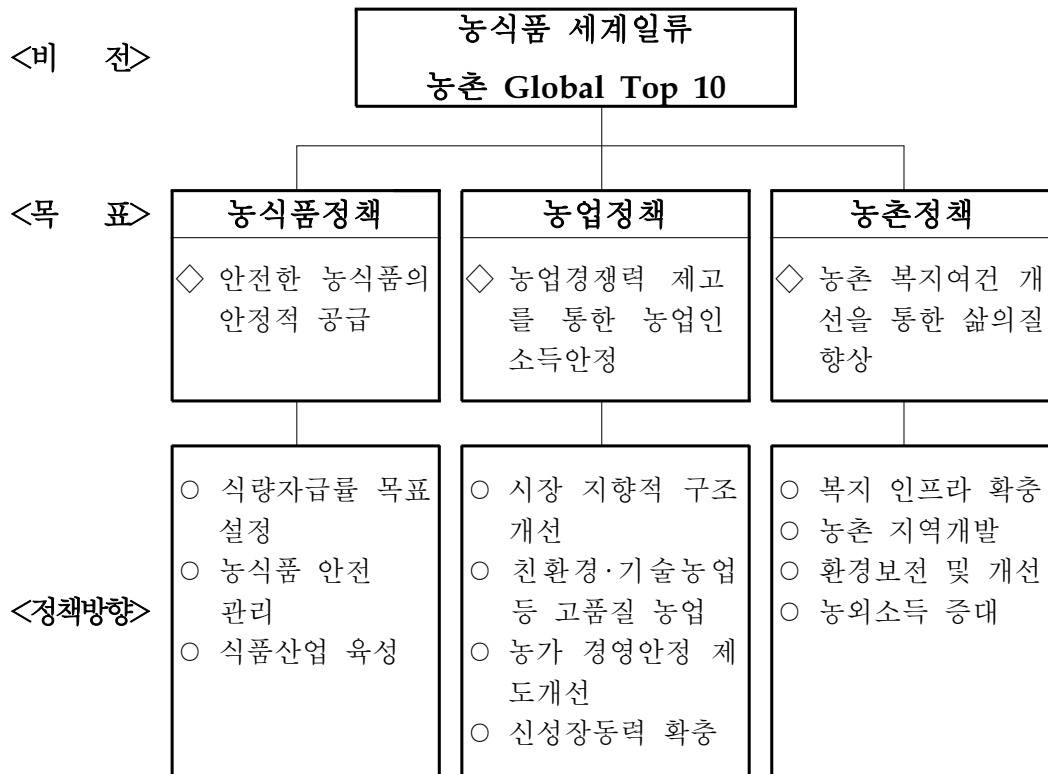 농식품 세계일류
<비 전>
농촌 Global Top 10
<목 표>
농식품정책
◇ 안전한 농식품의
안정적 공급
농업정책
◇ 농업경쟁력 제고
를 통한 농업인
소득안정
농촌정책
◇ 농촌 복지여건 개
선을 통한 삶의질
향상
<정책방향>
○ 식량자급률 목표
설정
○ 농식품 안전
관리
○ 식품산업 육성
○ 시장 지향적 구조
개선
○ 친환경·기술농업
등 고품질 농업
○ 농가 경영안정 제
도개선
○ 신성장동력 확충
○ 복지 인프라 확충
○ 농촌 지역개발
○ 환경보전 및 개선
○ 농외소득 증대